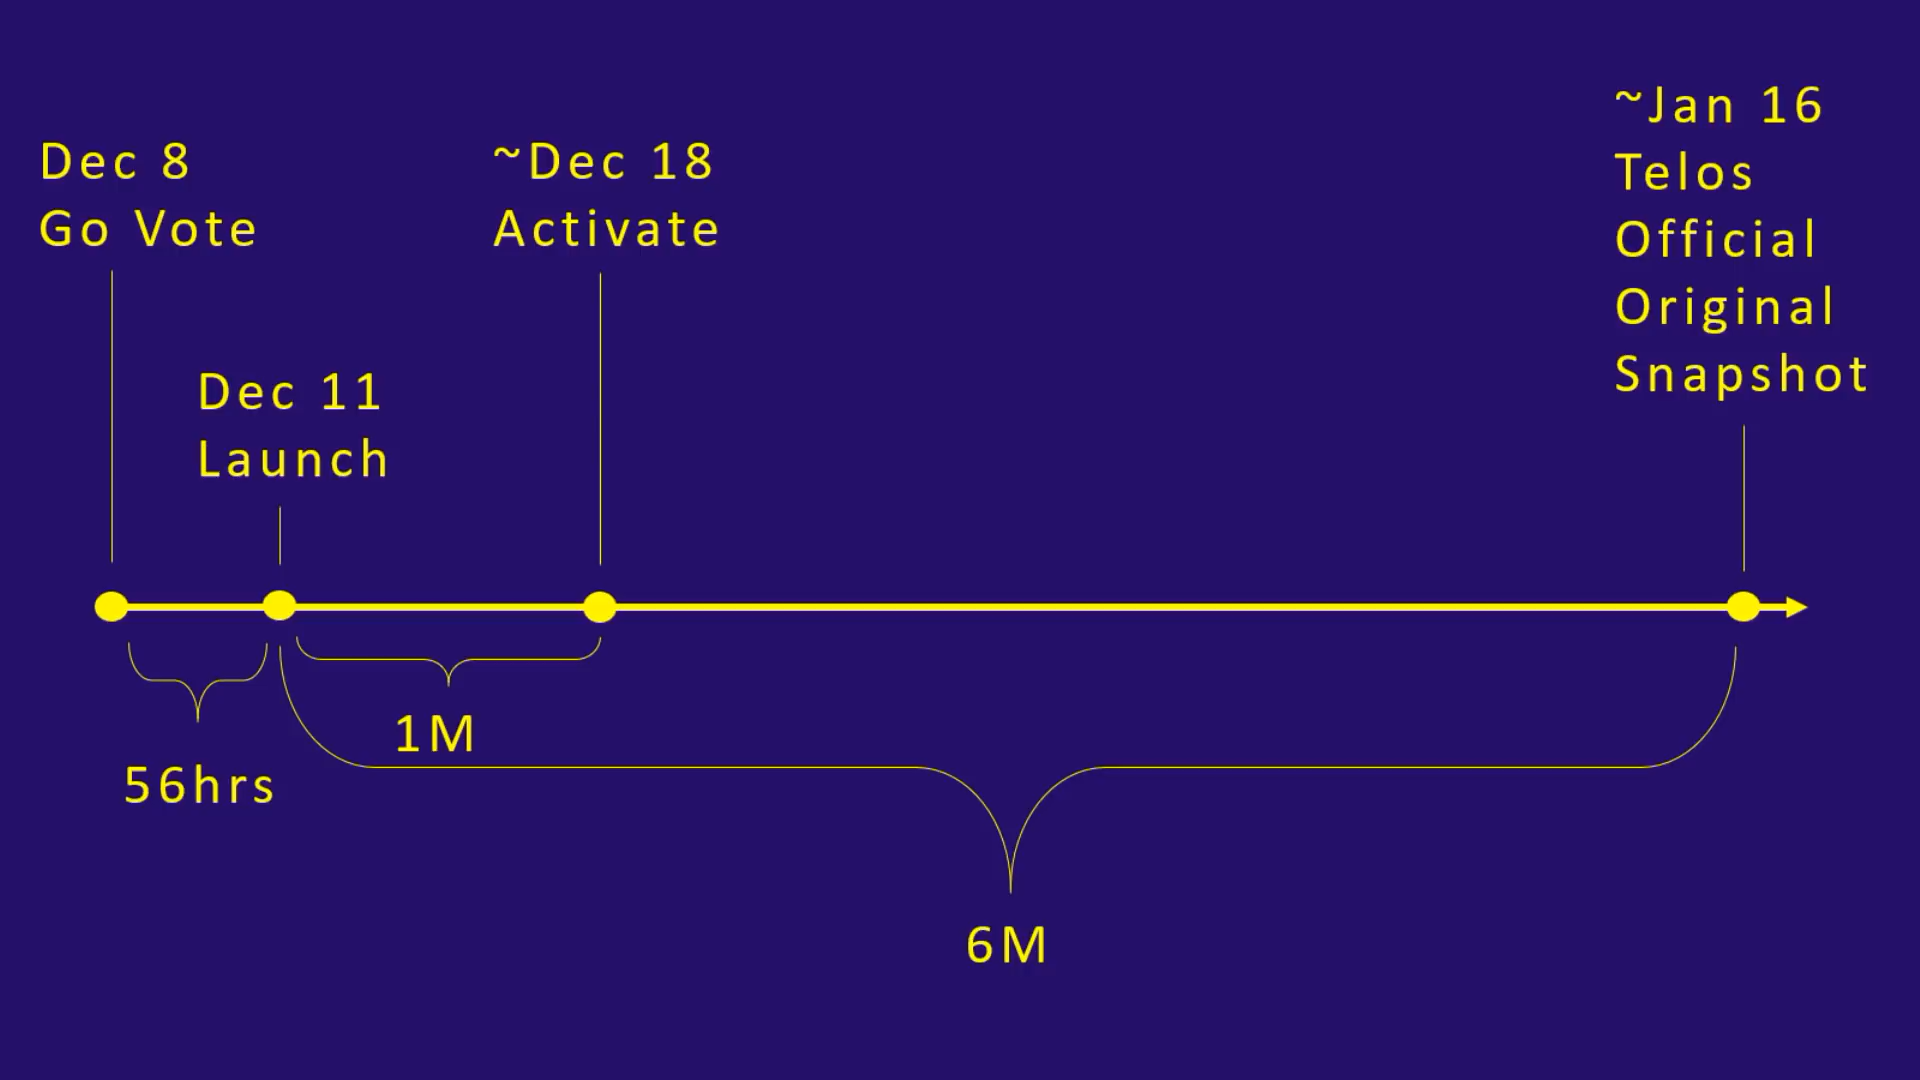 Dec 8
Go Vote
Dec 11
Launch
~Dec 18
Activate
~Jan 16
Telos
Official
Original
Snapshot
56hrs
1M
6M